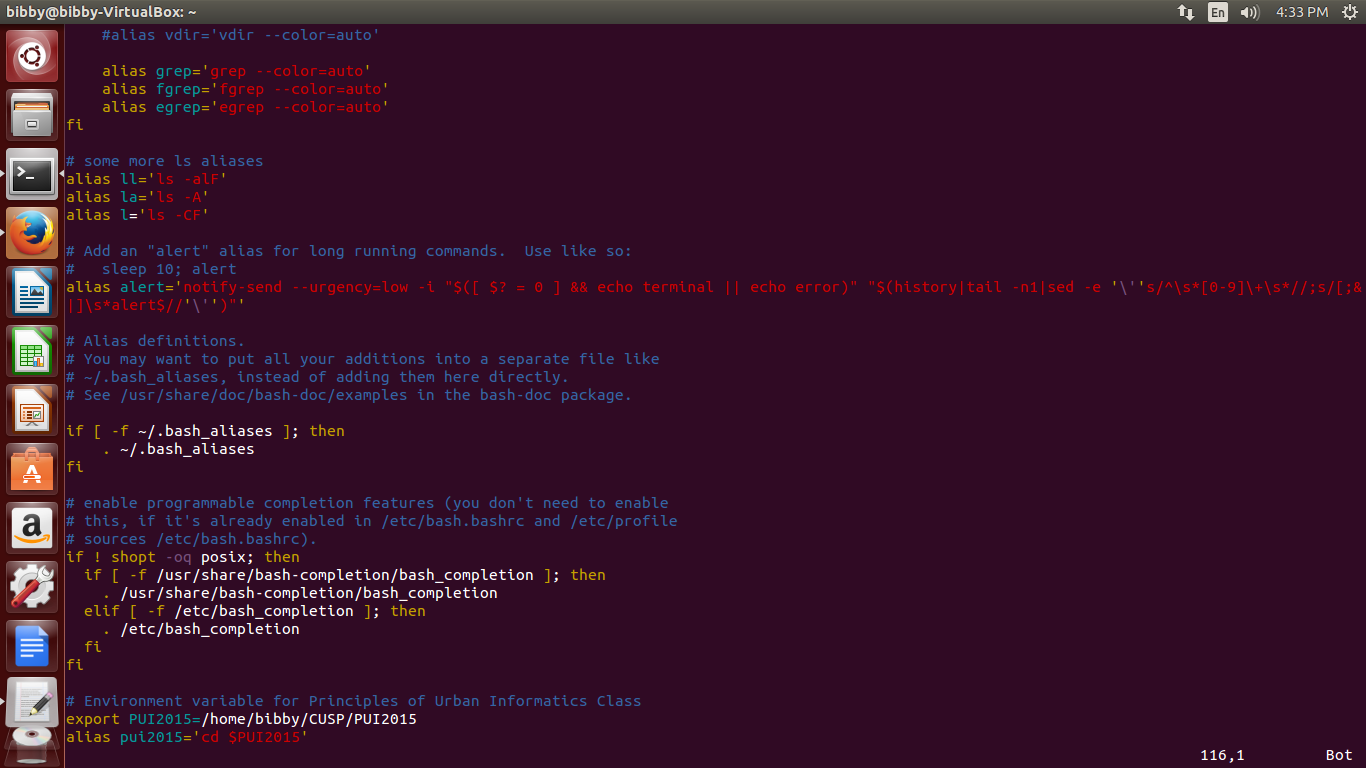 bibby@bibby-VirtualBox: ~
En
4:33 PM
    #alias vdir='vdir --color=auto'

    alias grep='grep --color=auto'
    alias fgrep='fgrep --color=auto'
    alias egrep='egrep --color=auto'
fi

# some more ls aliases
alias ll='ls -alF'
alias la='ls -A'
alias l='ls -CF'

# Add an "alert" alias for long running commands.  Use like so:
#   sleep 10; alert
alias alert='notify-send --urgency=low -i "$([ $? = 0 ] && echo terminal || echo error)" "$(history|tail -n1|sed -e '\''s/^\s*[0-9]\+\s*//;s/[;&
|]\s*alert$//'\'')"'

# Alias definitions.
# You may want to put all your additions into a separate file like
# ~/.bash_aliases, instead of adding them here directly.
# See /usr/share/doc/bash-doc/examples in the bash-doc package.

if [ -f ~/.bash_aliases ]; then
    . ~/.bash_aliases
fi

# enable programmable completion features (you don't need to enable
# this, if it's already enabled in /etc/bash.bashrc and /etc/profile
# sources /etc/bash.bashrc).
if ! shopt -oq posix; then
  if [ -f /usr/share/bash-completion/bash_completion ]; then
    . /usr/share/bash-completion/bash_completion
  elif [ -f /etc/bash_completion ]; then
    . /etc/bash_completion
  fi
fi

# Environment variable for Principles of Urban Informatics Class
export PUI2015=/home/bibby/CUSP/PUI2015
alias pui2015='cd $PUI2015'
116,1 Bot